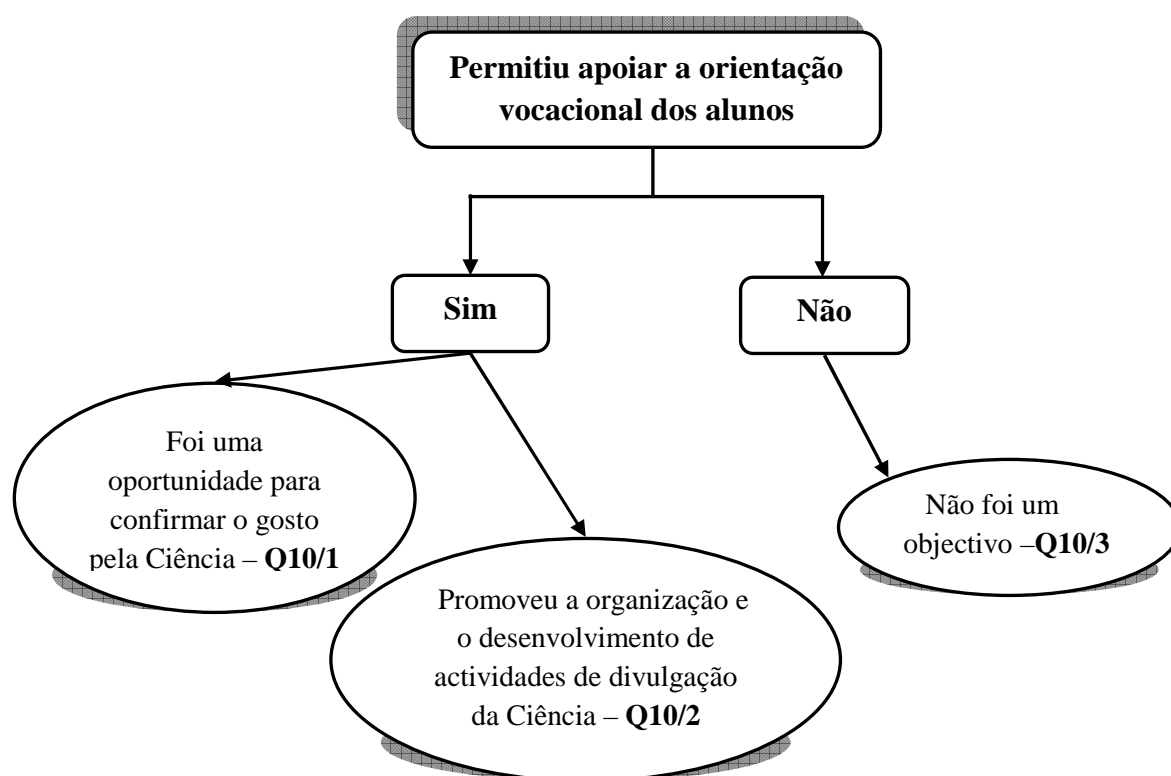 Permitiu apoiar a orientação
vocacional dos alunos
Sim
Não
Foi uma
oportunidade para
confirmar o gosto
pela Ciência – Q10/1
Não foi um
objectivo –Q10/3
Promoveu a organização e
o desenvolvimento de
actividades de divulgação
da Ciência – Q10/2